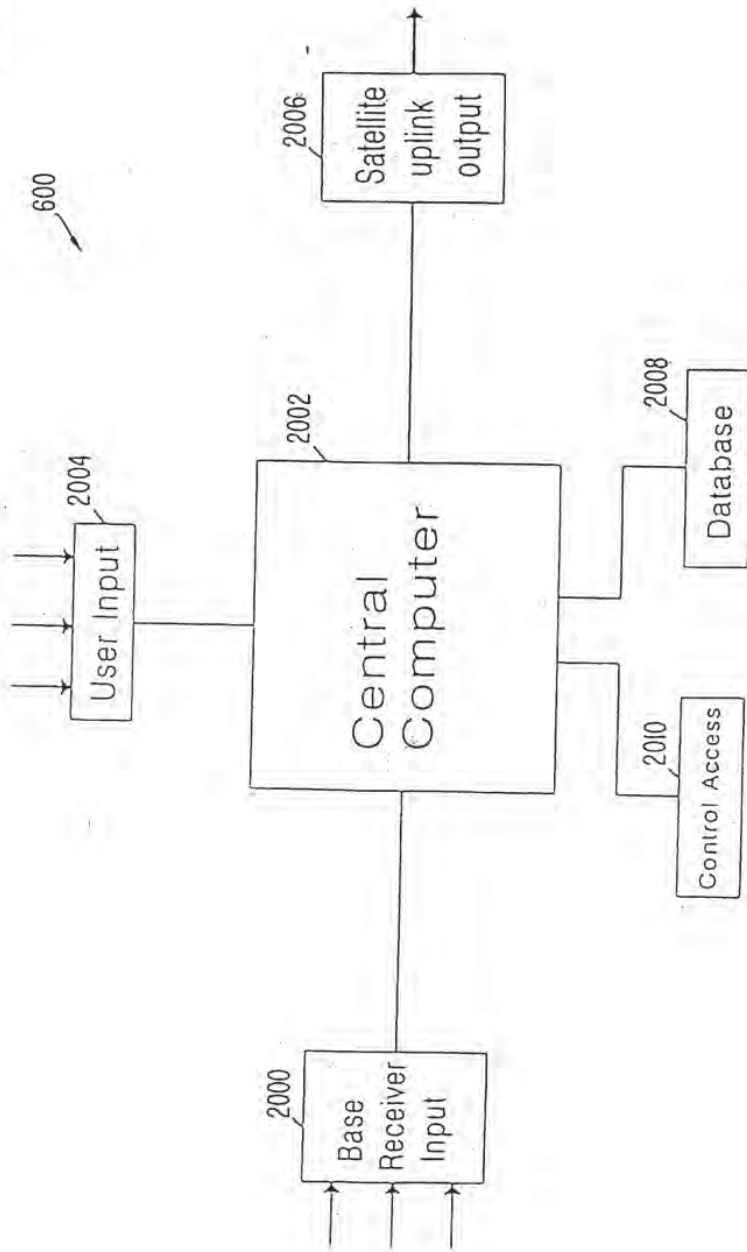 600
2004
User Input
2006
Satellite
uplink
output
2002
Central
Computer
2000
Base
Receiver
Input
2010
Control Access
2008
Database